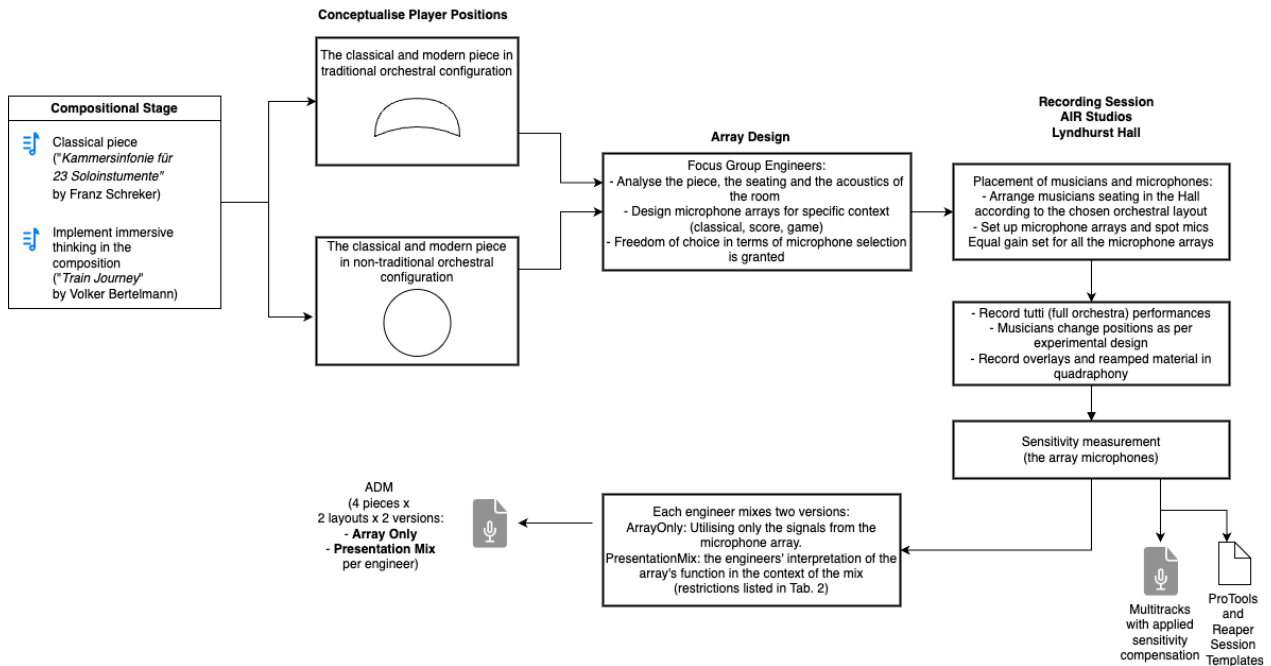 Conceptualise Player Positions
The classical and modern piece in
traditional orchestral configuration
Compositional Stage
Classical piece
("Kammersinfonie für
23 Soloinstumente"
by Franz Schreker)
Implement immersive
thinking in the
composition
("Train Journey"
by Volker Bertelmann)
The classical and modern piece
in non-traditional orchestral
configuration
Array Design
Focus Group Engineers:
- Analyse the piece, the seating and the acoustics of
the room
- Design microphone arrays for specific context
(classical, score, game)
- Freedom of choice in terms of microphone selection
is granted
Recording Session
AIR Studios
Lyndhurst Hall
Placement of musicians and microphones:
- Arrange musicians seating in the Hall
according to the chosen orchestral layout
- Set up microphone arrays and spot mics
Equal gain set for all the microphone arrays
- Record tutti (full orchestra) performances
- Musicians change positions as per
experimental design
- Record overlays and reamped material in
quadraphony
Sensitivity measurement
(the array microphones)
Multitracks
with applied
sensitivity
compensation
ProTools
and
Reaper
Session
Templates
Each engineer mixes two versions:
ArrayOnly: Utilising only the signals from the
microphone array.
PresentationMix: the engineers' interpretation of the
array's function in the context of the mix
(restrictions listed in Tab. 2)
ADM
(4 pieces x
2 layouts x 2 versions:
- Array Only
- Presentation Mix
per engineer)